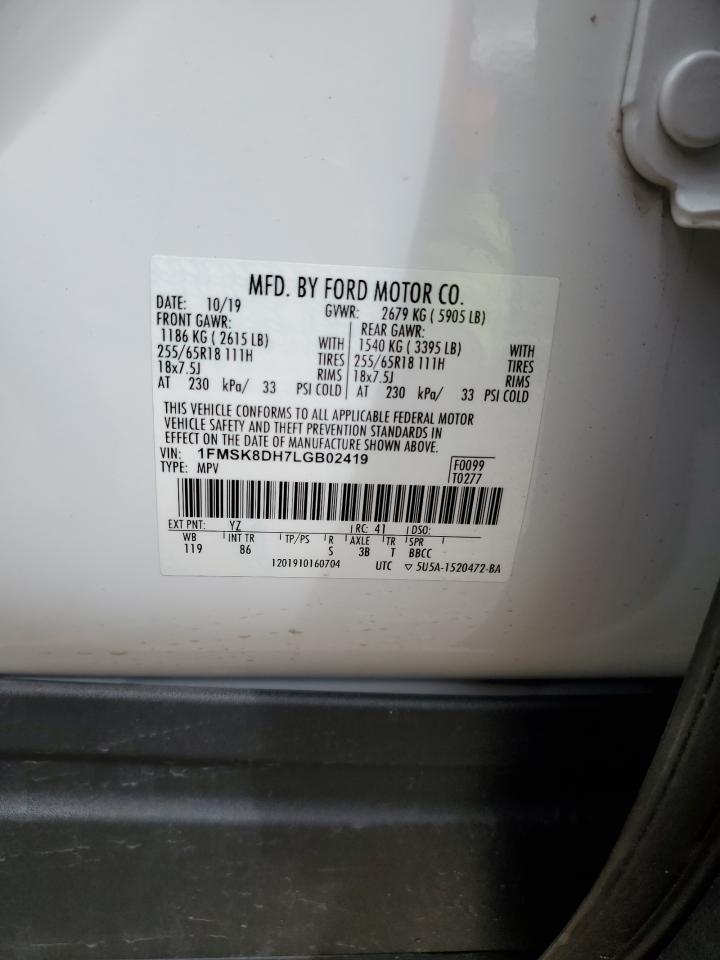 MFD. BY FORD MOTOR CO.
DATE: 10/19 GVWR: 2679 KG ( 5905 LB)
FRONT GAWR: REAR GAWR:
1186 KG ( 2615 LB) WITH 1540 KG ( 3395 LB) WITH
255/65R18 111H TIRES 255/65R18 111H TIRES
18x7.5J RIMS 18x7.5J RIMS
AT 230 kPa/ 33 PSI COLD AT 230 kPa/ 33 PSI COLD
THIS VEHICLE CONFORMS TO ALL APPLICABLE FEDERAL MOTOR
VEHICLE SAFETY AND THEFT PREVENTION STANDARDS IN
EFFECT ON THE DATE OF MANUFACTURE SHOWN ABOVE.
VIN: 1FMSK8DH7LGB02419 F0099
TYPE: MPV T0277
EXT PNT: YZ RC: 41 DSO:
WB INT TR TP/PS R AXLE TR SPR
119 86 S 3B T BBCC
1201910160704 UTC ▽ 5U5A-1520472-BA